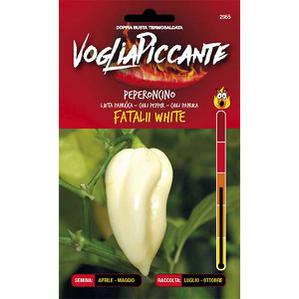 DOPPIA BUSTA TERMOSALDATA
2955
VOGLIAPICCANTE
PEPERONCINO
LJUTA PAPRIKA - CHILI PEPPER - CHILI PAPRIKA
FATALII WHITE
SEMINA: APRILE - MAGGIO
RACCOLTA: LUGLIO - OTTOBRE